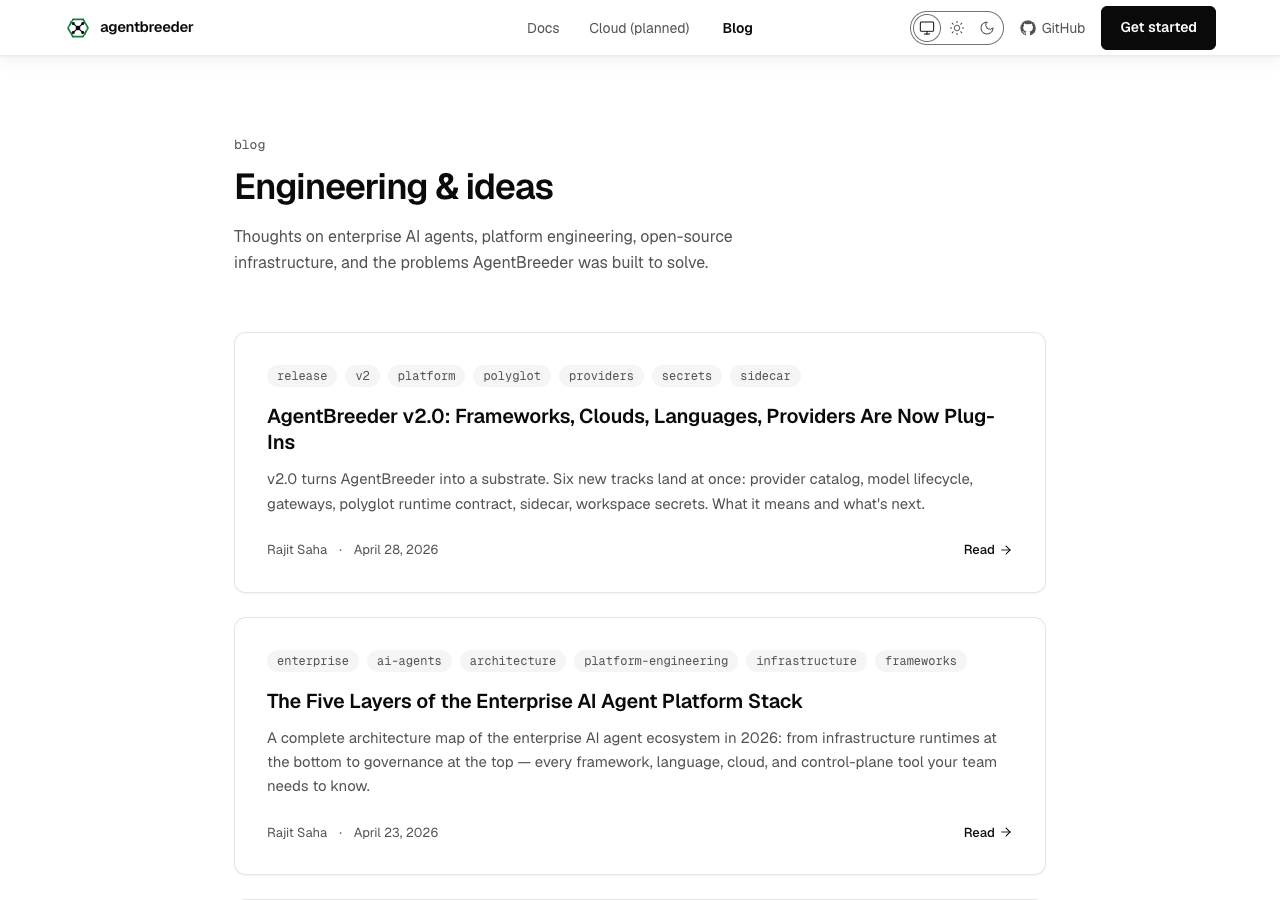 agentbreeder
Docs
Cloud (planned)
Blog
GitHub
Get started
blog
Engineering & ideas
Thoughts on enterprise AI agents, platform engineering, open-source
infrastructure, and the problems AgentBreeder was built to solve.
release v2 platform polyglot providers secrets sidecar
AgentBreeder v2.0: Frameworks, Clouds, Languages, Providers Are Now Plug-
Ins
v2.0 turns AgentBreeder into a substrate. Six new tracks land at once: provider catalog, model lifecycle,
gateways, polyglot runtime contract, sidecar, workspace secrets. What it means and what's next.
Rajit Saha · April 28, 2026
Read →
enterprise ai-agents architecture platform-engineering infrastructure frameworks
The Five Layers of the Enterprise AI Agent Platform Stack
A complete architecture map of the enterprise AI agent ecosystem in 2026: from infrastructure runtimes at
the bottom to governance at the top — every framework, language, cloud, and control-plane tool your team
needs to know.
Rajit Saha · April 23, 2026
Read →